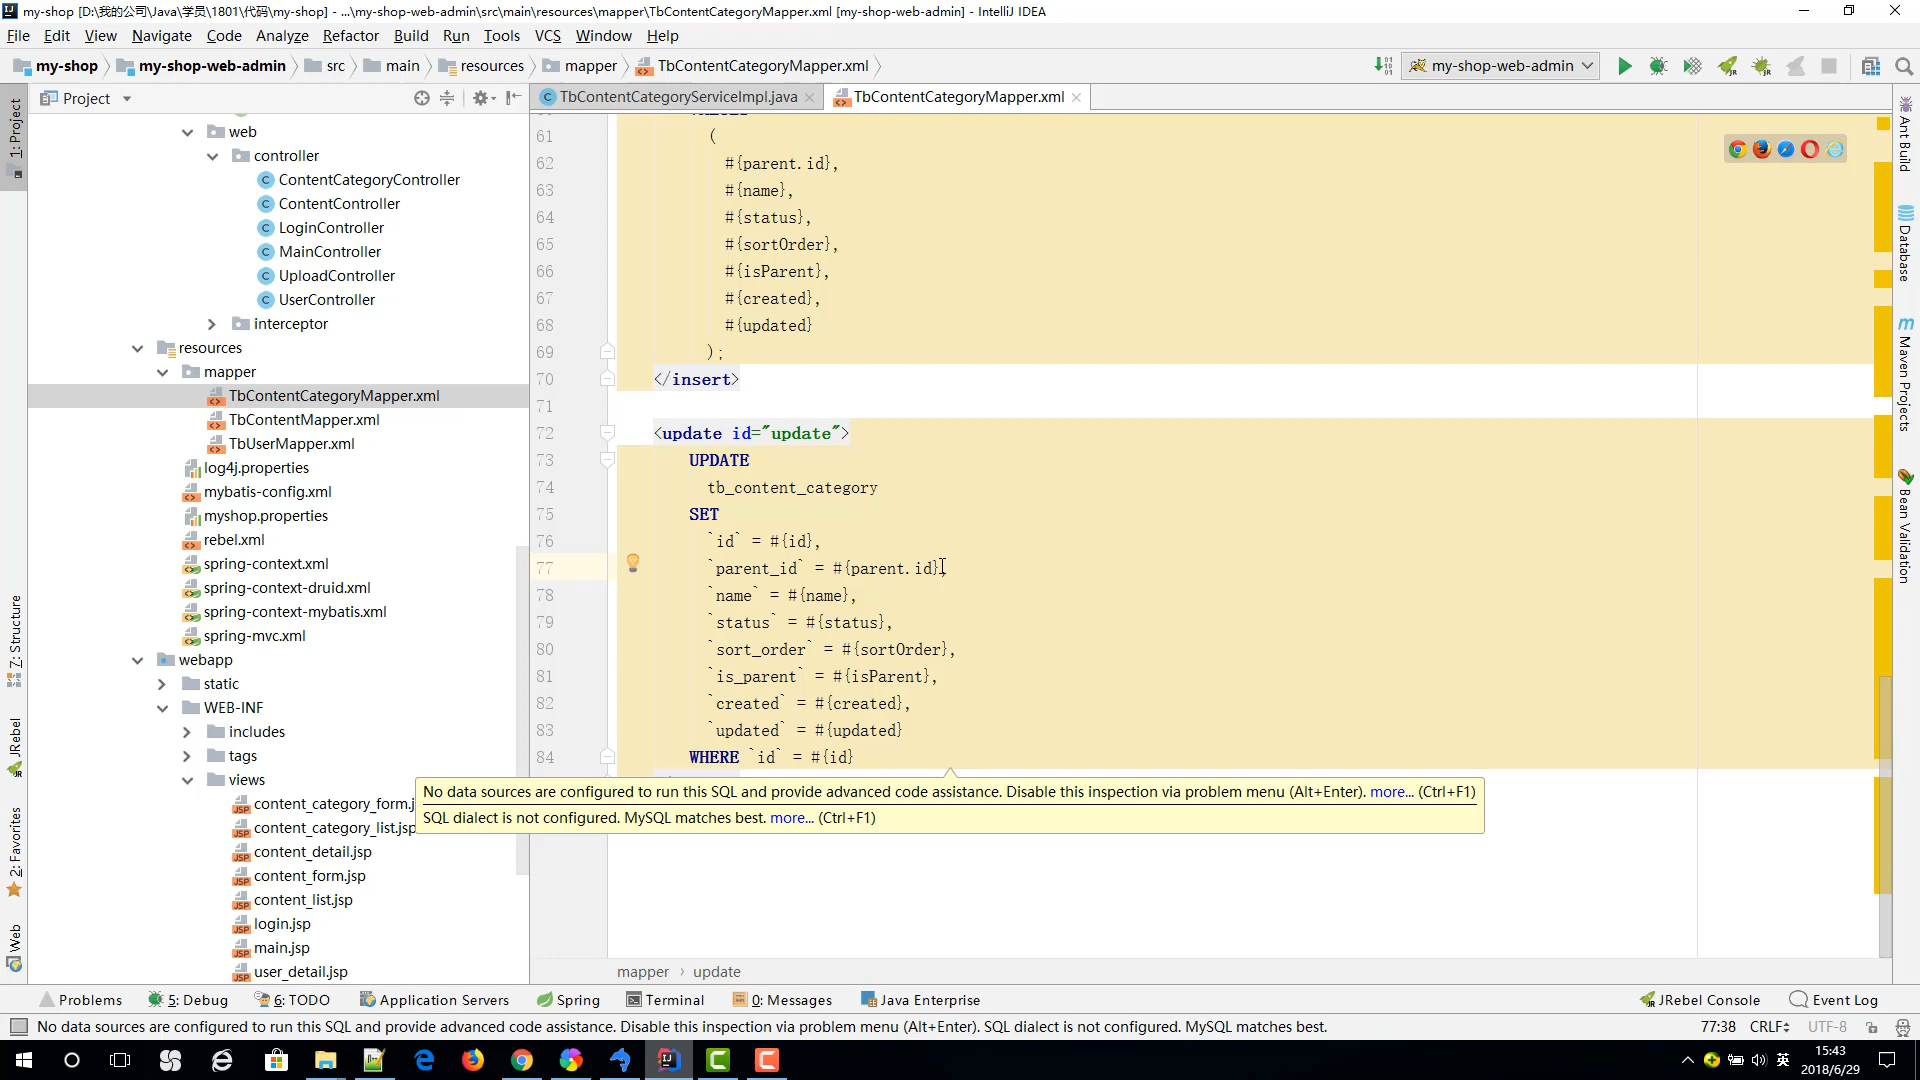 my-shop [D:\我的公司\Java\学员\1801\代码\my-shop] - ...\my-shop-web-admin\src\main\resources\mapper\TbContentCategoryMapper.xml [my-shop-web-admin] - IntelliJ IDEA
File Edit View Navigate Code Analyze Refactor Build Run Tools VCS Window Help
my-shop my-shop-web-admin src main resources mapper TbContentCategoryMapper.xml
my-shop-web-admin
Project
TbContentCategoryServiceImpl.java
TbContentCategoryMapper.xml
1: Project
7: Structure
JRebel
2: Favorites
Web
web
controller
ContentCategoryController
ContentController
LoginController
MainController
UploadController
UserController
interceptor
resources
mapper
TbContentCategoryMapper.xml
TbContentMapper.xml
TbUserMapper.xml
log4j.properties
mybatis-config.xml
myshop.properties
rebel.xml
spring-context.xml
spring-context-druid.xml
spring-context-mybatis.xml
spring-mvc.xml
webapp
static
WEB-INF
includes
tags
views
content_category_form.j
content_category_list.jsp
content_detail.jsp
content_form.jsp
content_list.jsp
login.jsp
main.jsp
user_detail.jsp
61 (
62 #{parent.id},
63 #{name},
64 #{status},
65 #{sortOrder},
66 #{isParent},
67 #{created},
68 #{updated}
69 );
70 </insert>
71
72 <update id="update">
73 UPDATE
74 tb_content_category
75 SET
76 `id` = #{id},
77 `parent_id` = #{parent.id},
78 `name` = #{name},
79 `status` = #{status},
80 `sort_order` = #{sortOrder},
81 `is_parent` = #{isParent},
82 `created` = #{created},
83 `updated` = #{updated}
84 WHERE `id` = #{id}
No data sources are configured to run this SQL and provide advanced code assistance. Disable this inspection via problem menu (Alt+Enter). more... (Ctrl+F1)
SQL dialect is not configured. MySQL matches best. more... (Ctrl+F1)
mapper › update
Ant Build
Database
Maven Projects
Bean Validation
Problems 5: Debug 6: TODO Application Servers Spring Terminal 0: Messages Java Enterprise JRebel Console Event Log
No data sources are configured to run this SQL and provide advanced code assistance. Disable this inspection via problem menu (Alt+Enter). SQL dialect is not configured. MySQL matches best. 77:38 CRLF UTF-8
英
15:43
2018/6/29